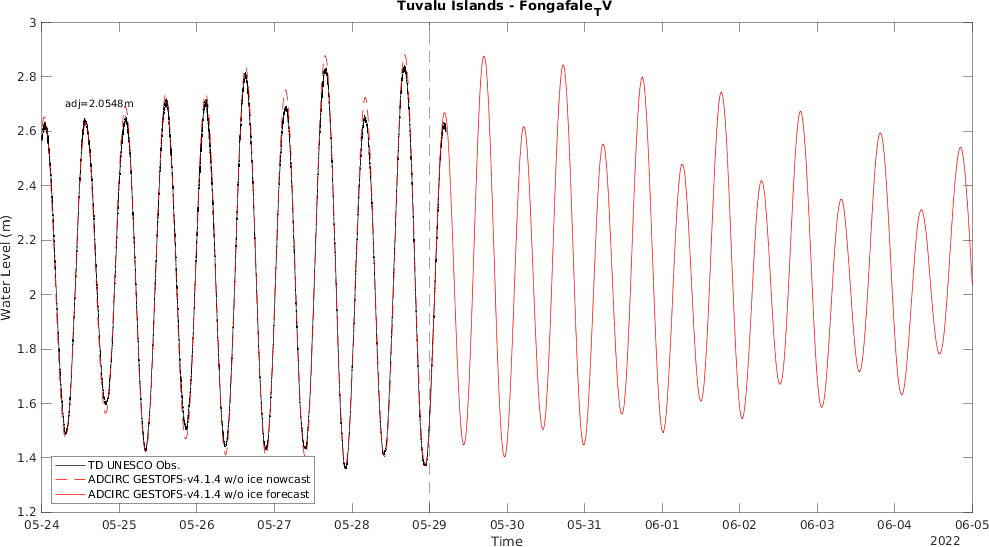 Tuvalu Islands - Fongafale_TV
3
2.8
2.6
2.4
2.2
2
1.8
1.6
1.4
1.2
Water Level (m)
adj=2.0548m
TD UNESCO Obs.
ADCIRC GESTOFS-v4.1.4 w/o ice nowcast
ADCIRC GESTOFS-v4.1.4 w/o ice forecast
05-24 05-25 05-26 05-27 05-28 05-29 05-30 05-31 06-01 06-02 06-03 06-04 06-05
Time
2022